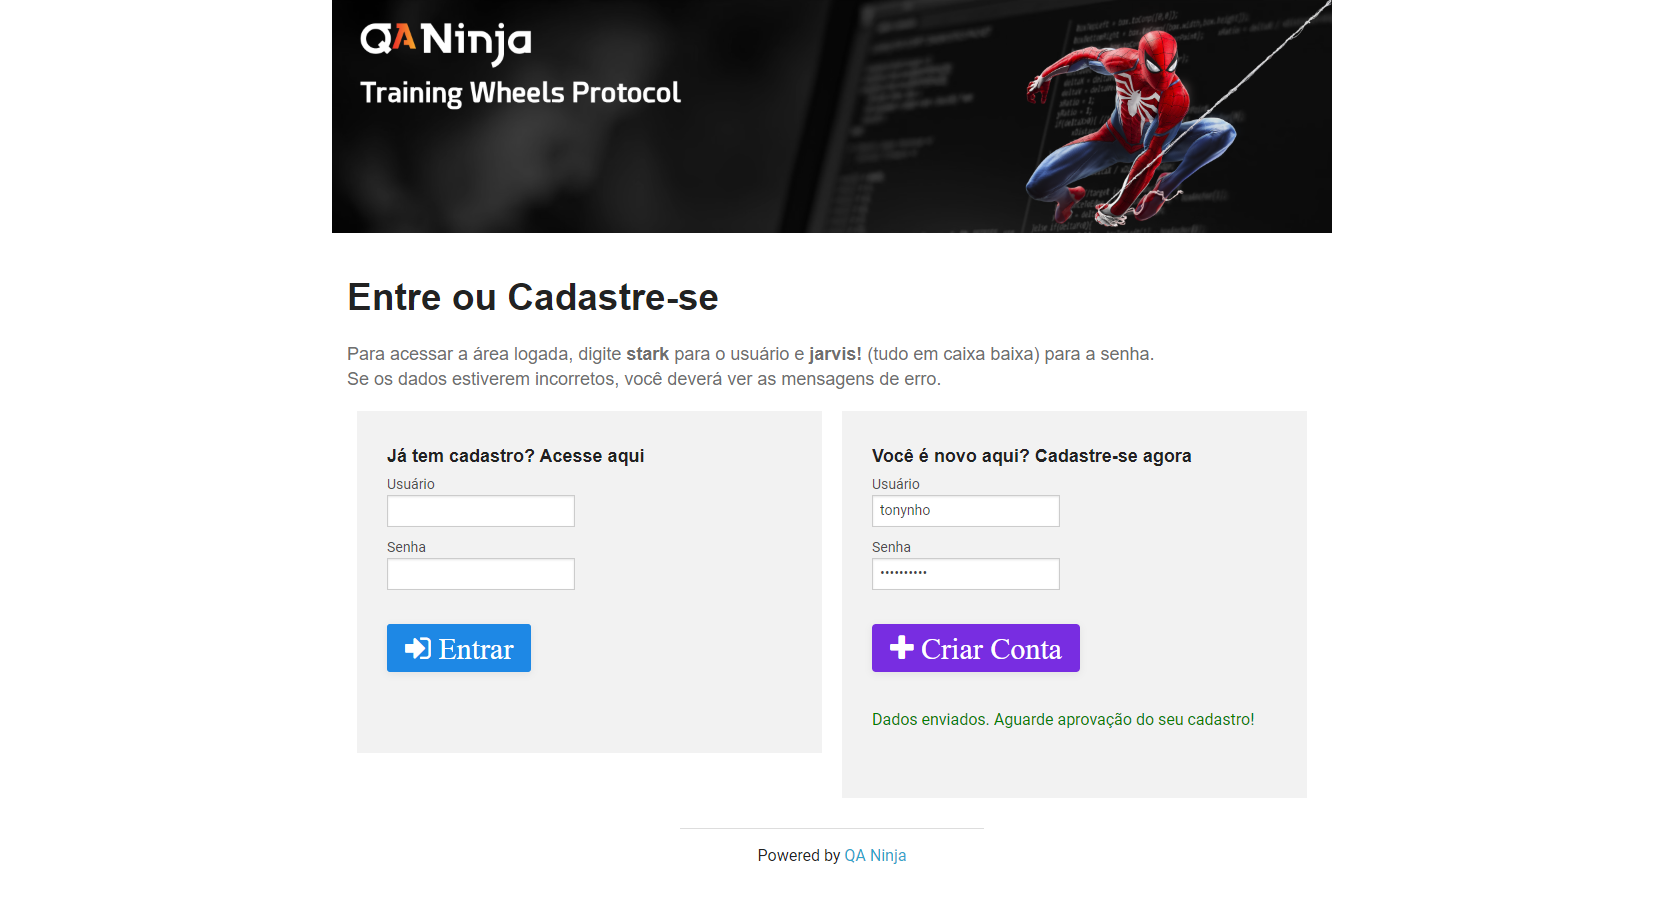 QANinja
Training Wheels Protocol
Entre ou Cadastre-se
Para acessar a área logada, digite stark para o usuário e jarvis! (tudo em caixa baixa) para a senha.
Se os dados estiverem incorretos, você deverá ver as mensagens de erro.
Já tem cadastro? Acesse aqui
Usuário
Senha
Entrar
Você é novo aqui? Cadastre-se agora
Usuário
tonynho
Senha
••••••••••
Criar Conta
Dados enviados. Aguarde aprovação do seu cadastro!
Powered by QA Ninja